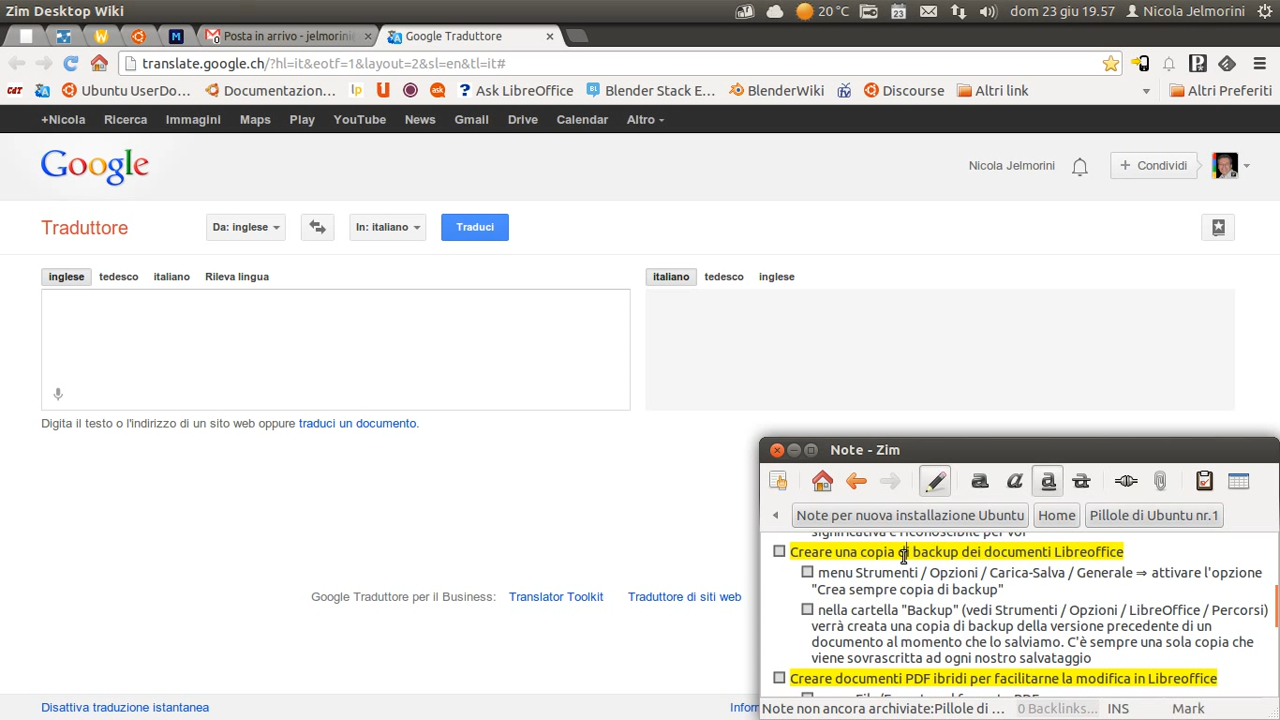 Zim Desktop Wiki
20 °C
23
dom 23 giu 19.57
Nicola Jelmorini
Posta in arrivo - jelmorini
Google Traduttore
translate.google.ch/?hl=it&eotf=1&layout=2&sl=en&tl=it#
CdT
Ubuntu UserDo...
Documentazion...
lp
U
ask
Ask LibreOffice
Blender Stack E...
BlenderWiki
Discourse
Altri link
Altri Preferiti
+Nicola
Ricerca
Immagini
Maps
Play
YouTube
News
Gmail
Drive
Calendar
Altro
Google
Nicola Jelmorini
+ Condividi
Traduttore
Da: inglese
In: italiano
Traduci
inglese
tedesco
italiano
Rileva lingua
italiano
tedesco
inglese
Digita il testo o l'indirizzo di un sito web oppure traduci un documento.
Google Traduttore per il Business:
Translator Toolkit
Traduttore di siti web
Disattiva traduzione istantanea
Inform
Note - Zim
Note per nuova installazione Ubuntu
Home
Pillole di Ubuntu nr.1
significativa e riconoscibile per voi
Creare una copia di backup dei documenti Libreoffice
menu Strumenti / Opzioni / Carica-Salva / Generale ⇒ attivare l'opzione
"Crea sempre copia di backup"
nella cartella "Backup" (vedi Strumenti / Opzioni / LibreOffice / Percorsi)
verrà creata una copia di backup della versione precedente di un
documento al momento che lo salviamo. C'è sempre una sola copia che
viene sovrascritta ad ogni nostro salvataggio
Creare documenti PDF ibridi per facilitarne la modifica in Libreoffice
Note non ancora archiviate:Pillole di ...
0 Backlinks...
INS
Mark